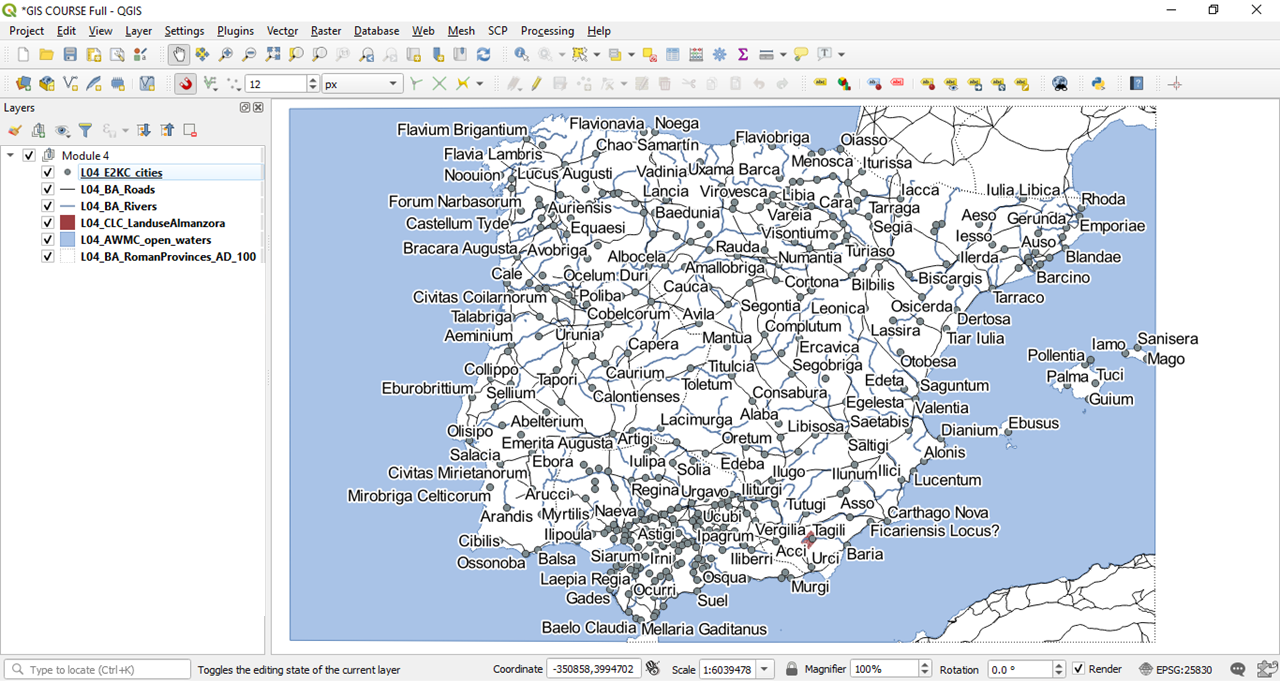 *GIS COURSE Full - QGIS
Project Edit View Layer Settings Plugins Vector Raster Database Web Mesh SCP Processing Help
12 px
Layers
Module 4
L04_E2KC_cities
L04_BA_Roads
L04_BA_Rivers
L04_CLC_LanduseAlmanzora
L04_AWMC_open_waters
L04_BA_RomanProvinces_AD_100
Flavium Brigantium Flavionavia Noega
Flaviobriga Oiasso
Flavia Lambris Chao Samartín
Menosca Iturissa
Noouion Lucus Augusti Vadinia Uxama Barca
Lancia Virovesca Libia Cara Iacca Iulia Libica
Forum Narbasorum Auriensis Baedunia Vareia Tarraga Rhoda
Castellum Tyde Equaesi Visontium Segia Aeso Gerunda Emporiae
Bracara Augusta Avobriga Albocela Rauda Numantia Turiaso Iesso Auso
Ilerda Blandae
Cale Ocelum Duri Amallobriga Cortona Bilbilis Biscargis Barcino
Civitas Coilarnorum Poliba Cauca Tarraco
Talabriga Cobelcorum Avila Segontia Leonica Osicerda Dertosa
Aeminium Urunia Capera Mantua Complutum Lassira Tiar Iulia
Ercavica Iamo Sanisera
Collippo Caurium Titulcia Segobriga Otobesa Pollentia Mago
Eburobrittium Tapori Toletum Edeta Saguntum Palma Tuci
Sellium Calontienses Consabura Egelesta Valentia Guium
Olisipo Abelterium Lacimurga Alaba Libisosa Saetabis Dianium Ebusus
Salacia Emerita Augusta Artigi Oretum Saltigi Alonis
Civitas Mirietanorum Ebora Iulipa Solia Edeba Ilugo Ilunum Ilici Lucentum
Mirobriga Celticorum Arucci Regina Urgavo Iliturgi Tutugi Asso
Arandis Myrtilis Naeva Ucubi Carthago Nova
Cibilis Ilipoula Astigi Ipagrum Vergilia Tagili Ficariensis Locus?
Ossonoba Balsa Siarum Irni Iliberri Acci Urci Baria
Laepia Regia Osqua Murgi
Gades Ocurri Suel
Baelo Claudia Mellaria Gaditanus
Type to locate (Ctrl+K) Toggles the editing state of the current layer Coordinate -350858,3994702 Scale 1:6039478 Magnifier 100% Rotation 0.0 ° Render EPSG:25830